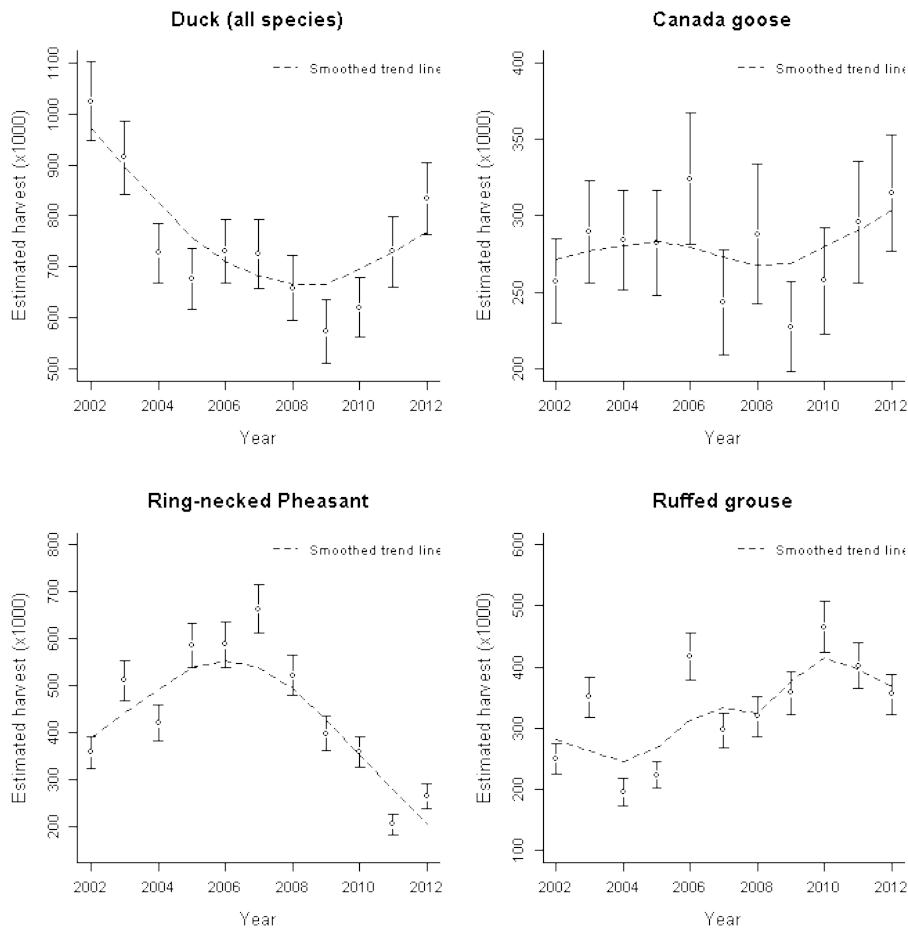 Duck (all species)
Smoothed trend line
Estimated harvest (x1000)
500 600 700 800 900 1000 1100
2002 2004 2006 2008 2010 2012
Year
Canada goose
Smoothed trend line
Estimated harvest (x1000)
200 250 300 350 400
2002 2004 2006 2008 2010 2012
Year
Ring-necked Pheasant
Smoothed trend line
Estimated harvest (x1000)
200 300 400 500 600 700 800
2002 2004 2006 2008 2010 2012
Year
Ruffed grouse
Smoothed trend line
Estimated harvest (x1000)
100 200 300 400 500 600
2002 2004 2006 2008 2010 2012
Year